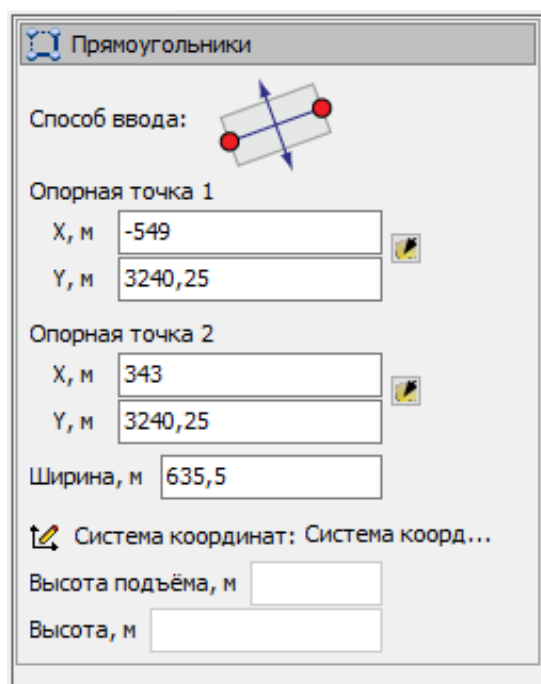 Прямоугольники
Способ ввода:
Опорная точка 1
X, м -549
Y, м 3240,25
Опорная точка 2
X, м 343
Y, м 3240,25
Ширина, м 635,5
Система координат: Система коорд...
Высота подъёма, м
Высота, м